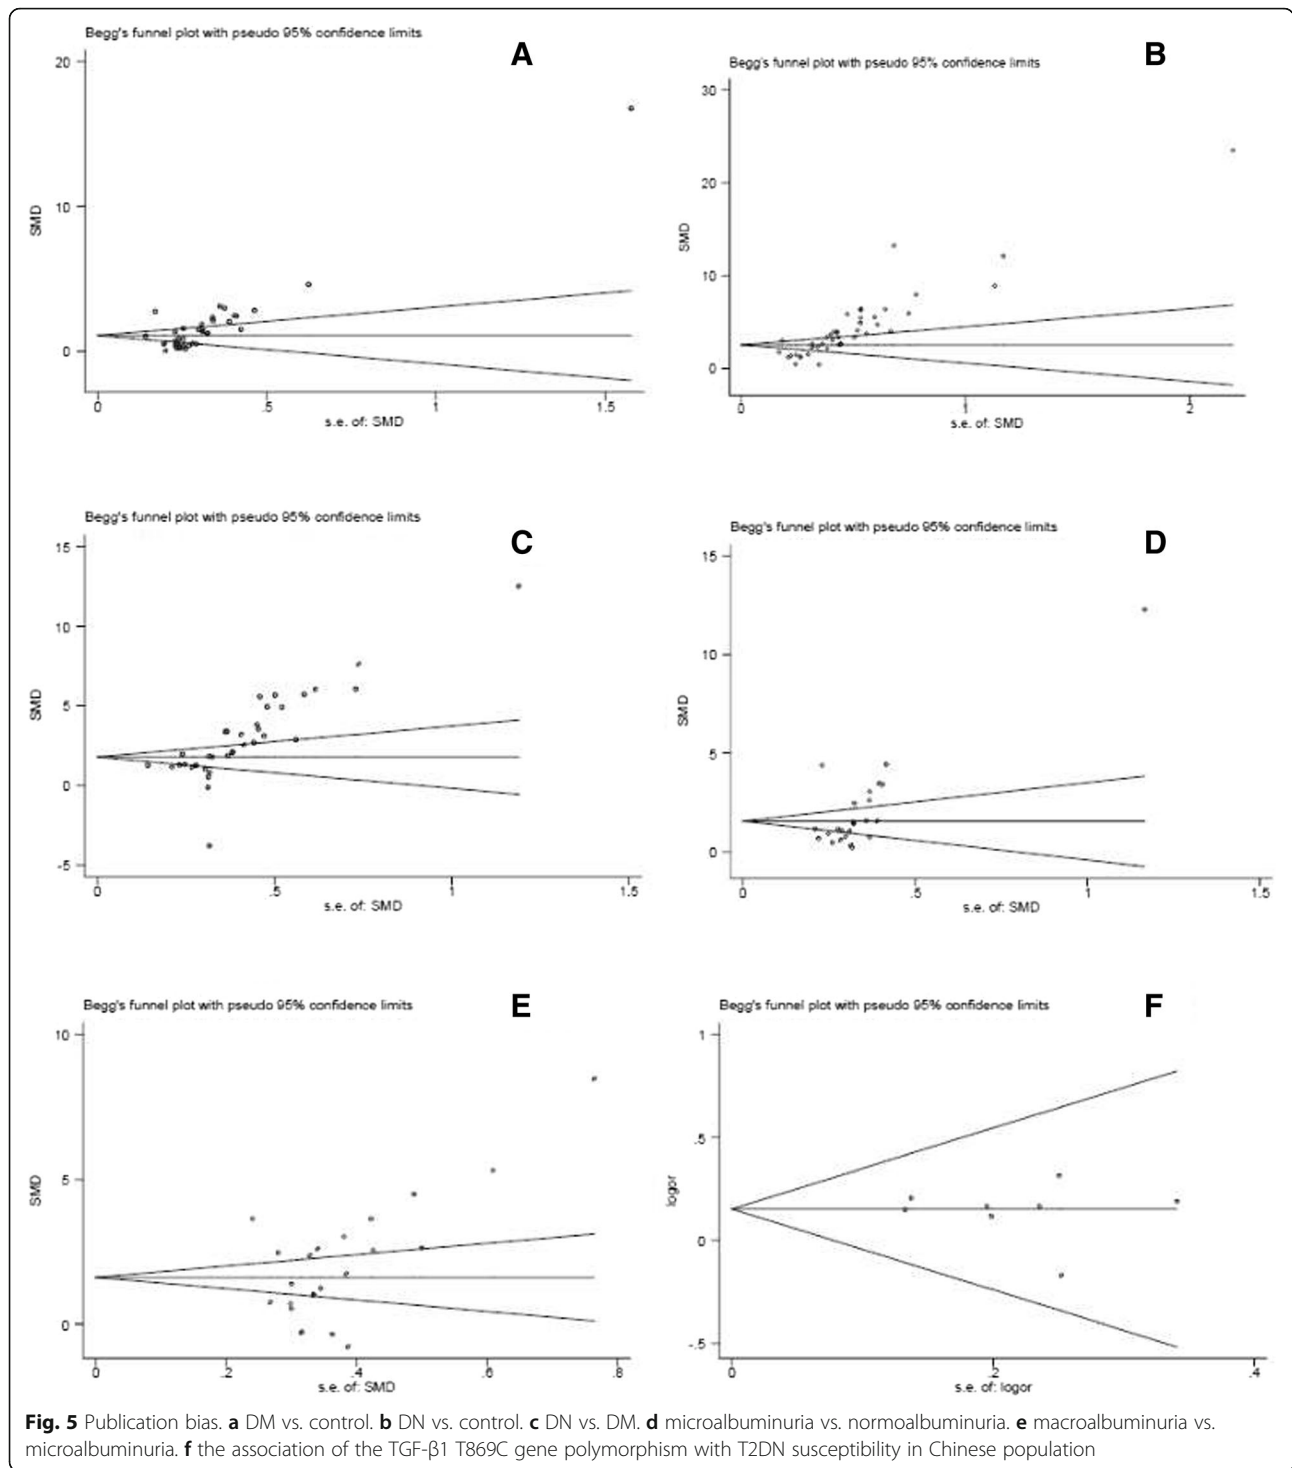 Begg's funnel plot with pseudo 95% confidence limits
A
20
10
0
SMD
0
.5
1
1.5
s.e. of: SMD
Begg's funnel plot with pseudo 95% confidence limits
B
30
20
10
0
SMD
0
1
2
s.e. of: SMD
Begg's funnel plot with pseudo 95% confidence limits
C
15
10
5
0
-5
SMD
0
.5
1
1.5
s.e. of: SMD
Begg's funnel plot with pseudo 95% confidence limits
D
15
10
5
0
SMD
0
.5
1
1.5
s.e. of: SMD
Begg's funnel plot with pseudo 95% confidence limits
E
10
5
0
SMD
0
.2
.4
.6
.8
s.e. of: SMD
Begg's funnel plot with pseudo 95% confidence limits
F
1
.5
0
-.5
logor
0
.2
.4
s.e. of: logor
Fig. 5 Publication bias. a DM vs. control. b DN vs. control. c DN vs. DM. d microalbuminuria vs. normoalbuminuria. e macroalbuminuria vs.
microalbuminuria. f the association of the TGF-β1 T869C gene polymorphism with T2DN susceptibility in Chinese population